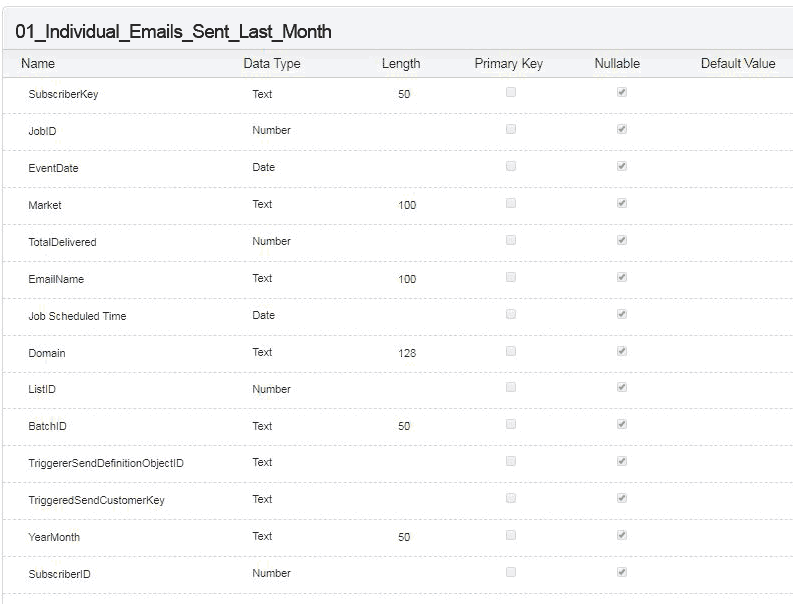 01_Individual_Emails_Sent_Last_Month
Name Data Type Length Primary Key Nullable Default Value
SubscriberKey Text 50
JobID Number
EventDate Date
Market Text 100
TotalDelivered Number
EmailName Text 100
Job Scheduled Time Date
Domain Text 128
ListID Number
BatchID Text 50
TriggererSendDefinitionObjectID Text
TriggeredSendCustomerKey Text
YearMonth Text 50
SubscriberID Number